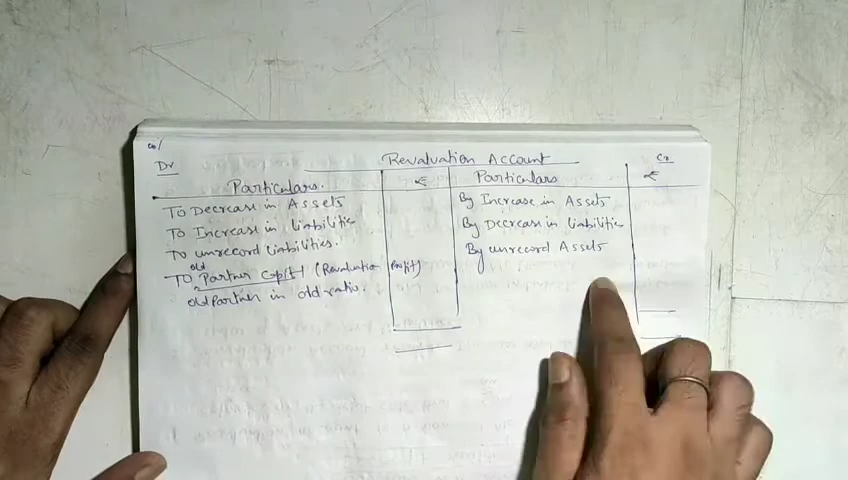 Revaluation Account
Dr
Cr
Particulars.
₹
Particulars
₹
To Decrease in Assets
To Increase in liabilities
To unrecord liabilities.
To old Partner Capital (Revaluation Profit)
old Partner in old ratio.
By Increase in Assets
By Decrease in liabilities
By unrecord Assets